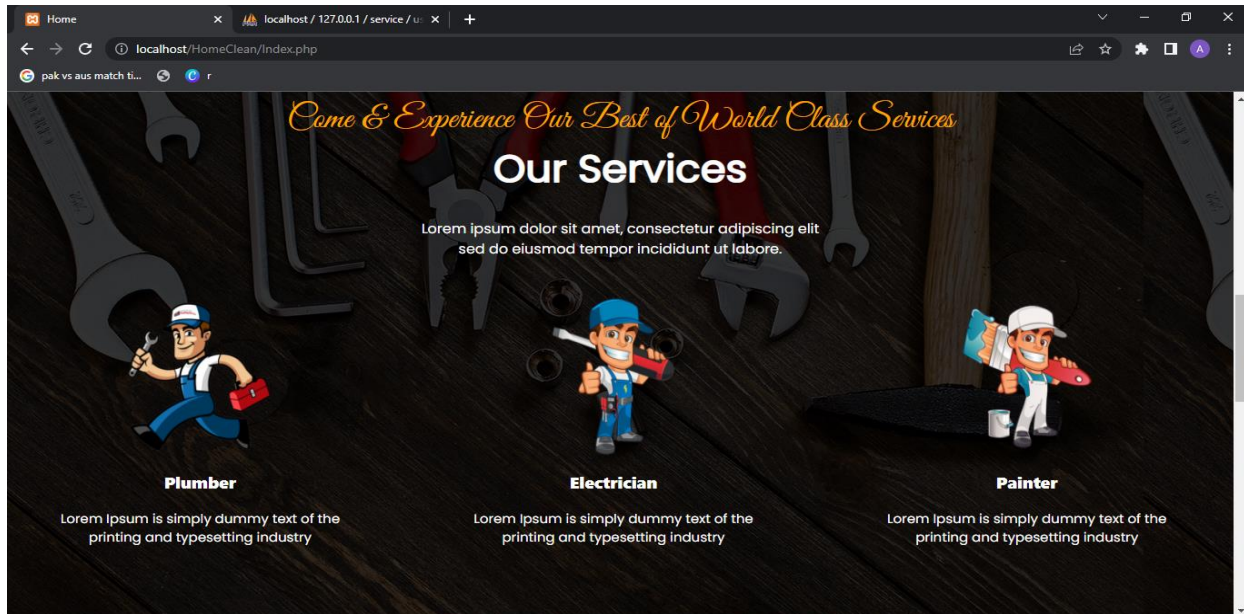 Home
localhost / 127.0.0.1 / service / us
localhost/HomeClean/Index.php
A
pak vs aus match ti...
r
Come & Experience Our Best of World Class Services
Our Services
Lorem ipsum dolor sit amet, consectetur adipiscing elit
sed do eiusmod tempor incididunt ut labore.
Plumber
Electrician
Painter
Lorem Ipsum is simply dummy text of the
printing and typesetting industry
Lorem Ipsum is simply dummy text of the
printing and typesetting industry
Lorem Ipsum is simply dummy text of the
printing and typesetting industry